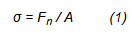 σ = Fn / A (1)